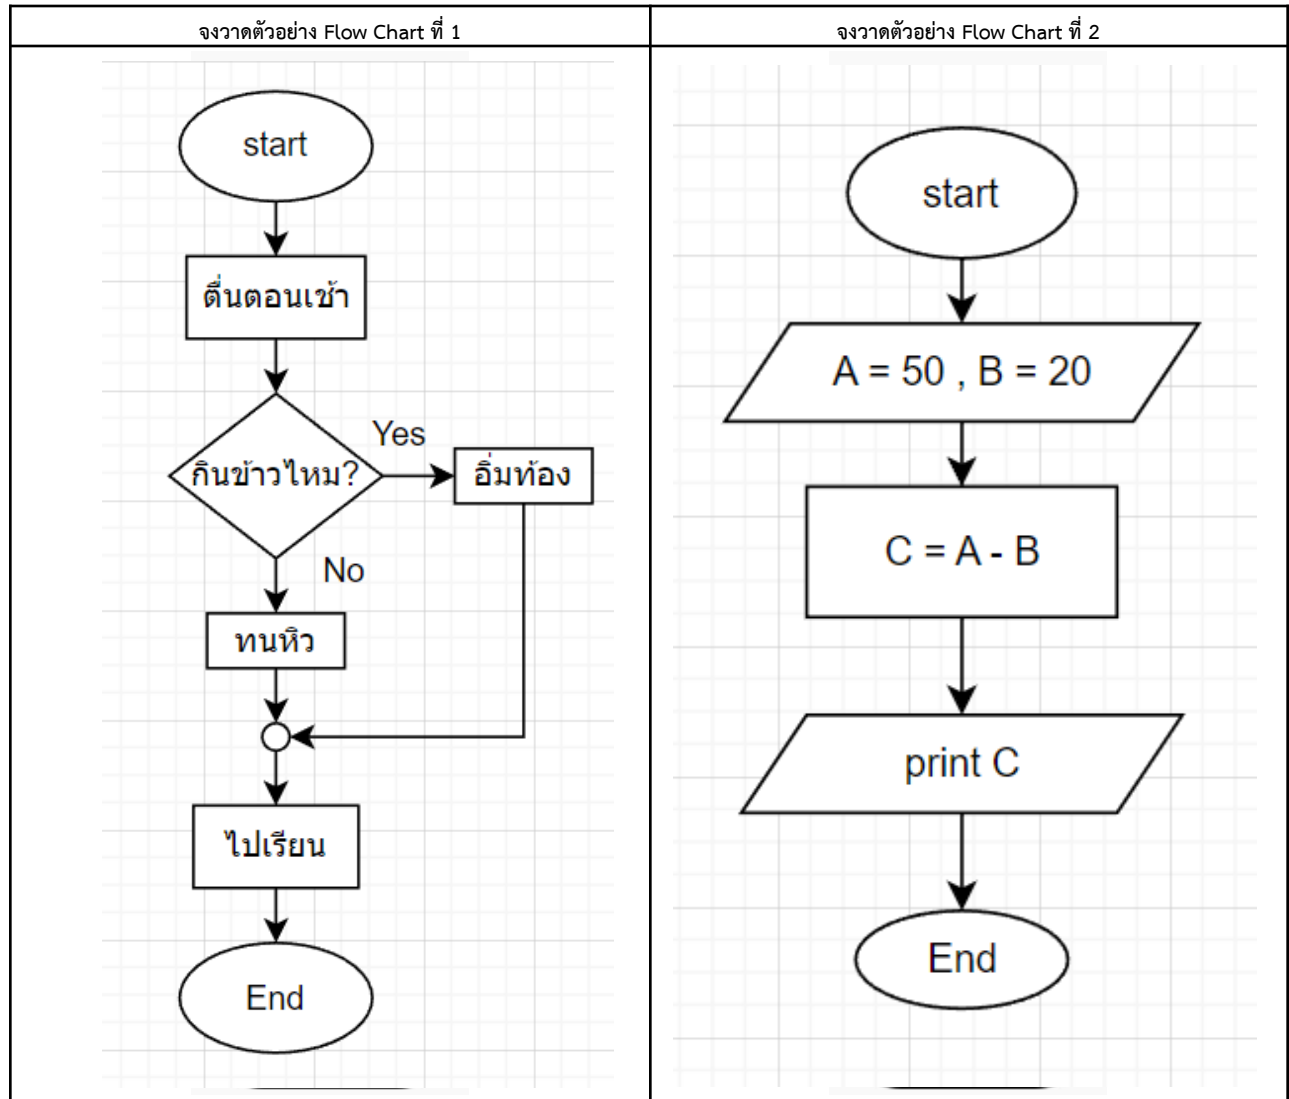 จงวาดตัวอย่าง Flow Chart ที่ 1
start
ตื่นตอนเช้า
กินข้าวไหม?
Yes
อิ่มท้อง
No
ทนหิว
ไปเรียน
End
จงวาดตัวอย่าง Flow Chart ที่ 2
start
A = 50 , B = 20
C = A - B
print C
End